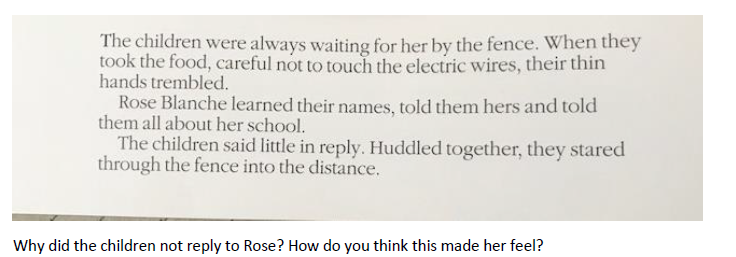 The children were always waiting for her by the fence. When they
took the food, careful not to touch the electric wires, their thin
hands trembled.
Rose Blanche learned their names, told them hers and told
them all about her school.
The children said little in reply. Huddled together, they stared
through the fence into the distance.
Why did the children not reply to Rose? How do you think this made her feel?